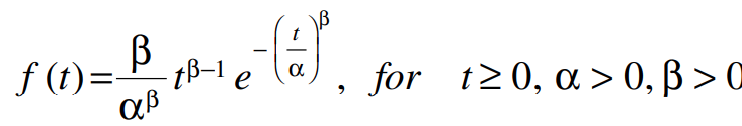 f (t) = β/α^β t^(β–1) e^(–(t/α)^β) , for t ≥ 0, α > 0, β > 0